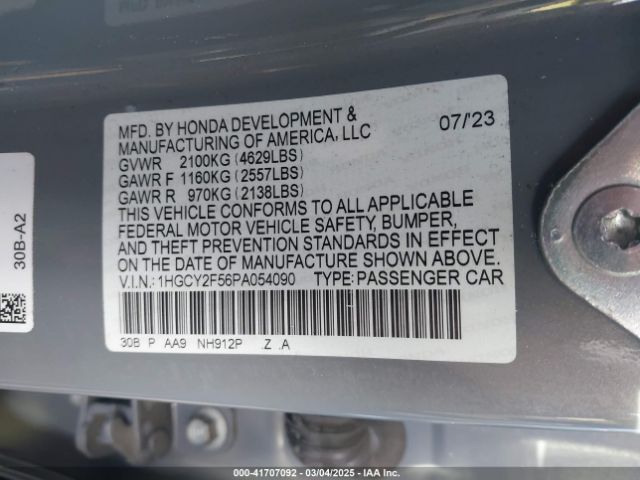 MFD. BY HONDA DEVELOPMENT & 07/'23
MANUFACTURING OF AMERICA, LLC
GVWR 2100KG (4629LBS)
GAWR F 1160KG (2557LBS)
GAWR R 970KG (2138LBS)
THIS VEHICLE CONFORMS TO ALL APPLICABLE
FEDERAL MOTOR VEHICLE SAFETY, BUMPER,
AND THEFT PREVENTION STANDARDS IN EFFECT
ON THE DATE OF MANUFACTURE SHOWN ABOVE.
V.I.N.: 1HGCY2F56PA054090 TYPE: PASSENGER CAR
30B P AA9 NH912P .Z .A
30B-A2
000-41707092 - 03/04/2025 - IAA Inc.